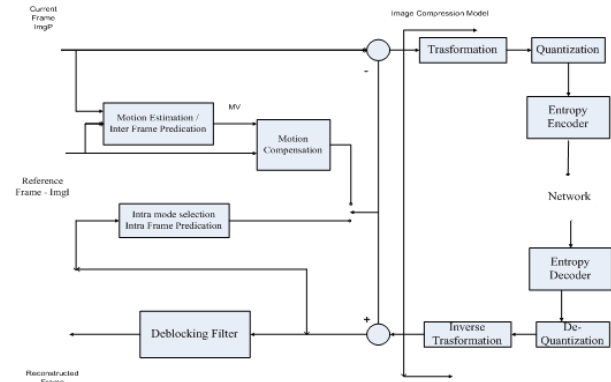 Current
Frame
ImgP
Image Compression Model
-
Trasformation
Quantization
Motion Estimation /
Inter Frame Predication
MV
Motion
Compensation
Entropy
Encoder
Reference
Frame - ImgI
Network
Intra mode selection
Intra Frame Predication
Entropy
Decoder
+
Deblocking Filter
Inverse
Trasformation
De-
Quantization
Reconstructed
Frame